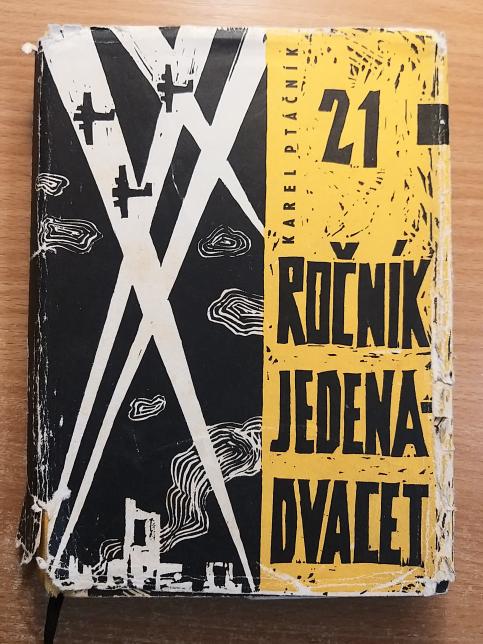 KAREL PTÁČNÍK
21
ROČNÍK
JEDENA-
DVACET